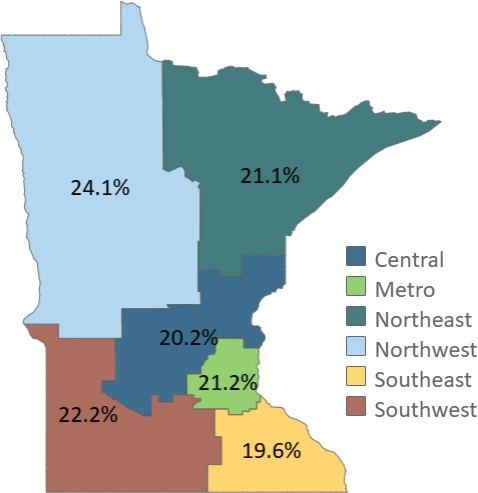 24.1%
21.1%
20.2%
21.2%
22.2%
19.6%
Central
Metro
Northeast
Northwest
Southeast
Southwest